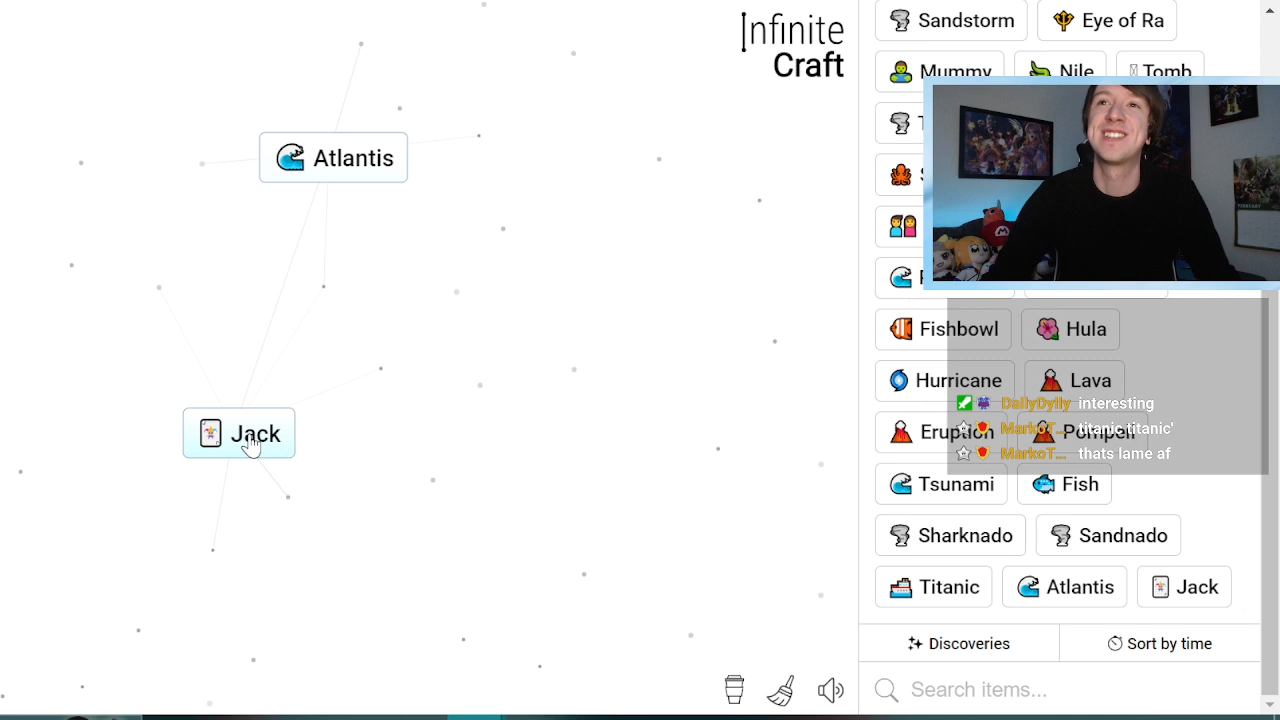 Infinite
Craft
Sandstorm
Eye of Ra
Mummy
Nile
Tomb
Atlantis
Fishbowl
Hula
Hurricane
Lava
DallyDylly interesting
Eruption
Pompeii
MarkoT... titanic titanic'
MarkoT... thats lame af
Jack
Tsunami
Fish
Sharknado
Sandnado
Titanic
Atlantis
Jack
Discoveries
Sort by time
Search items...